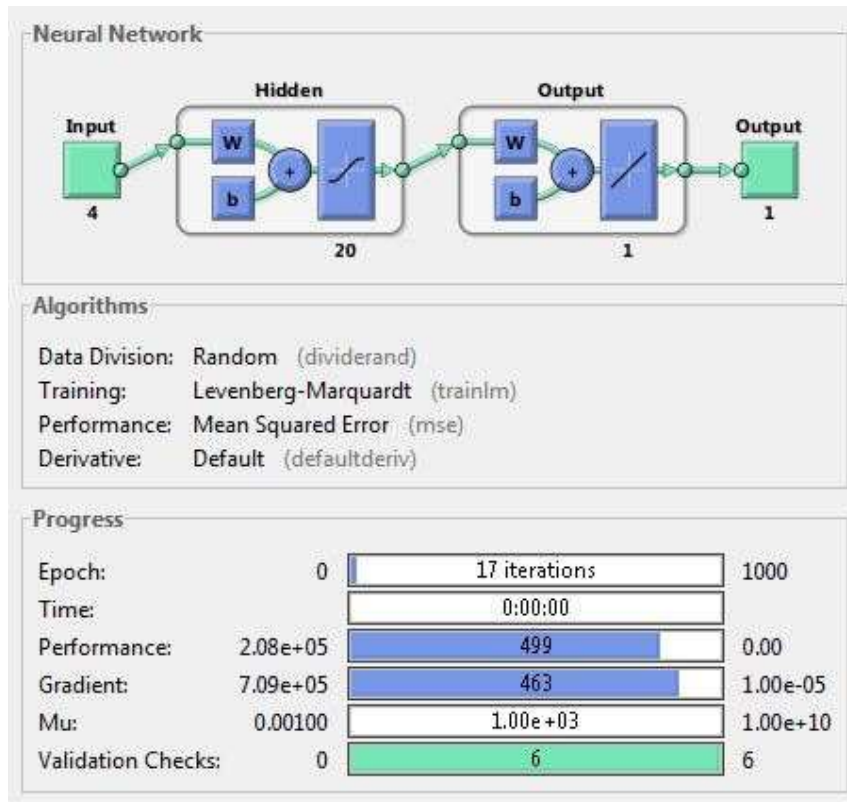 Neural Network
Hidden Output
Input Output
W b + W b +
4 20 1 1
Algorithms
Data Division: Random (dividerand)
Training: Levenberg-Marquardt (trainlm)
Performance: Mean Squared Error (mse)
Derivative: Default (defaultderiv)
Progress
Epoch: 0 17 iterations 1000
Time: 0:00:00
Performance: 2.08e+05 499 0.00
Gradient: 7.09e+05 463 1.00e-05
Mu: 0.00100 1.00e+03 1.00e+10
Validation Checks: 0 6 6